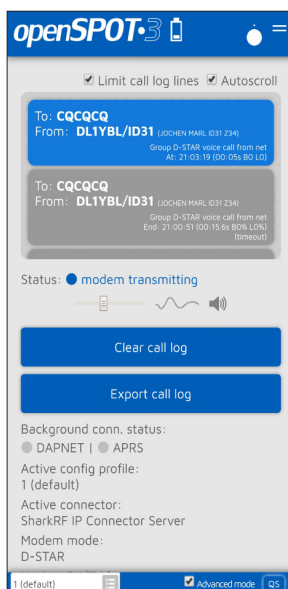 openSPOT•3
Limit call log lines Autoscroll
To: CQCQCQ
From: DL1YBL/ID31 (JOCHEN MARL ID31 Z34)
Group D-STAR voice call from net
At: 21:03:19 (00:05s B0 L0)
To: CQCQCQ
From: DL1YBL/ID31 (JOCHEN MARL ID31 Z34)
Group D-STAR voice call from net
End: 21:00:51 (00:15.6s B0% L0%)
(timeout)
Status: modem transmitting
Clear call log
Export call log
Background conn. status:
DAPNET | APRS
Active config profile:
1 (default)
Active connector:
SharkRF IP Connector Server
Modem mode:
D-STAR
1 (default) Advanced mode QS